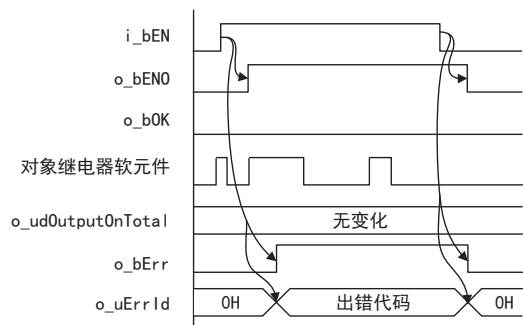 i_bEN
o_bENO
o_bOK
对象继电器软元件
o_udOutputOnTotal
无变化
o_bErr
o_uErrId
0H
出错代码
0H